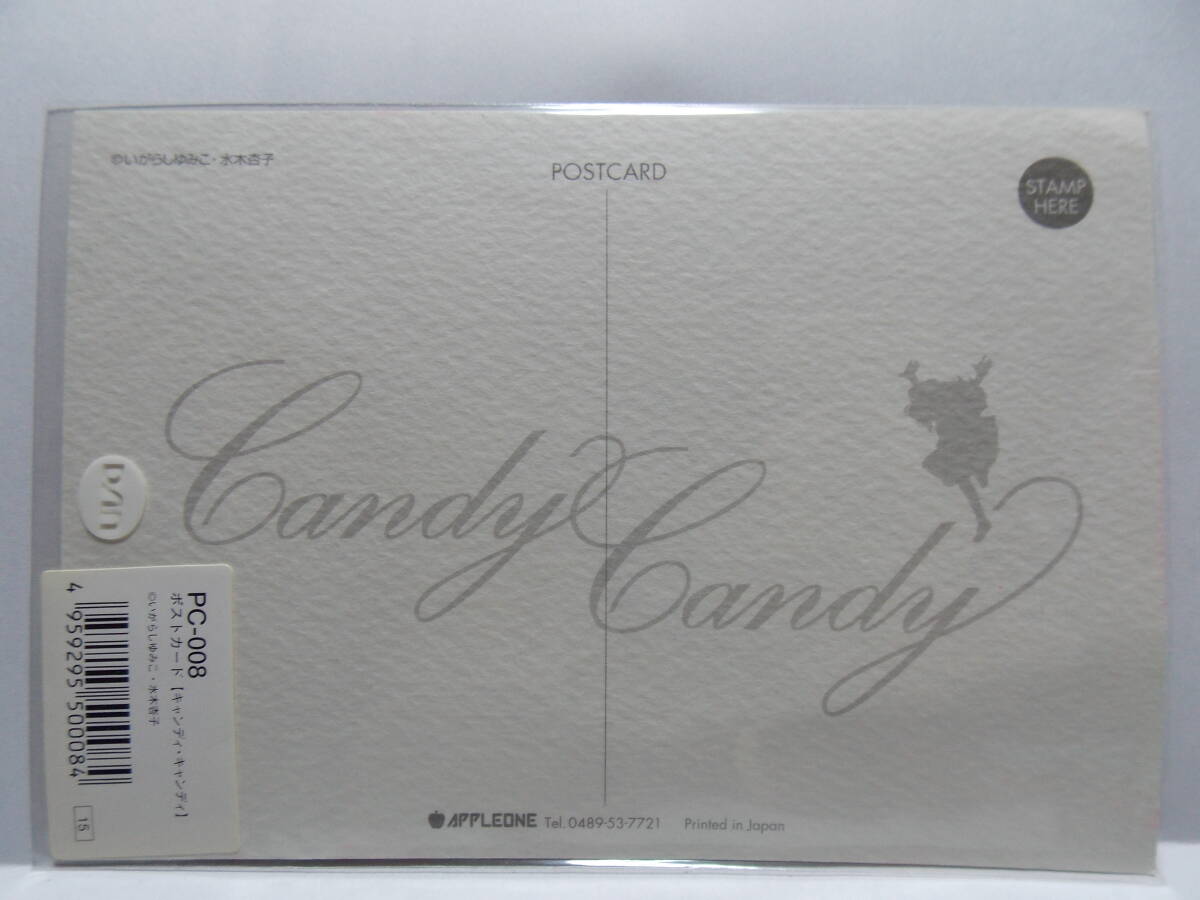 ©いがらしゆみこ・水木杏子
POSTCARD
STAMP
HERE
Candy Candy
PC-008
ポストカード【キャンディ・キャンディ】
©いがらしゆみこ・水木杏子
4 959295 500084
15
APPLEONE Tel. 0489-53-7721 Printed in Japan